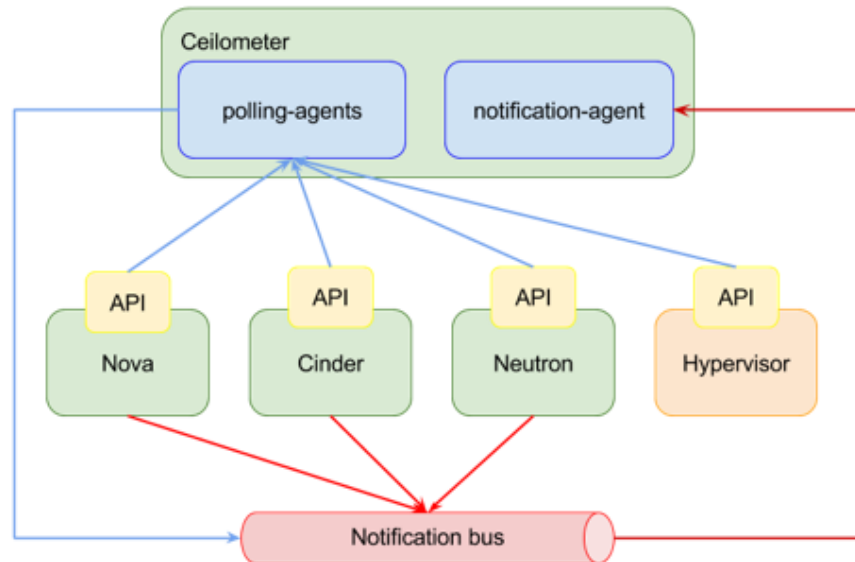 Ceilometer
polling-agents
notification-agent
API
API
API
API
Nova
Cinder
Neutron
Hypervisor
Notification bus